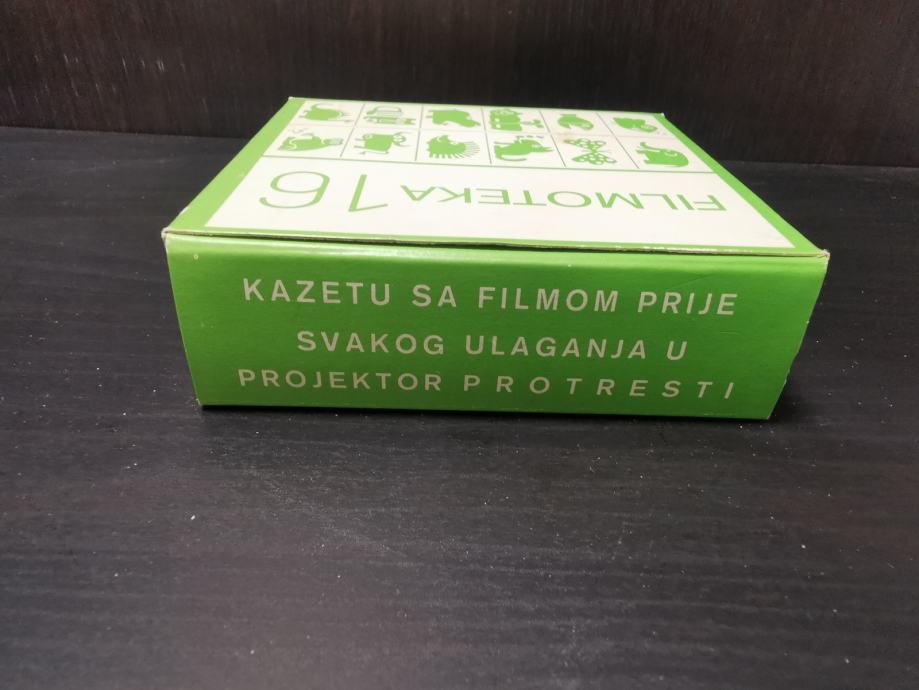 FILMOTEKA 16
KAZETU SA FILMOM PRIJE
SVAKOG ULAGANJA U
PROJEKTOR PROTRESTI